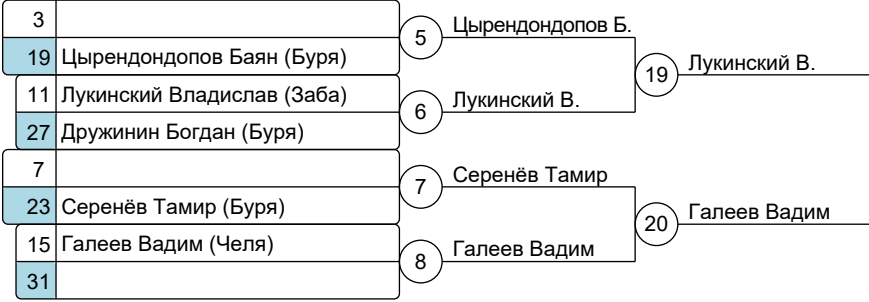 3
19 Цырендондопов Баян (Буря)
5 Цырендондопов Б.
11 Лукинский Владислав (Заба)
27 Дружинин Богдан (Буря)
6 Лукинский В.
19 Лукинский В.
7
23 Серенёв Тамир (Буря)
7 Серенёв Тамир
15 Галеев Вадим (Челя)
31
8 Галеев Вадим
20 Галеев Вадим